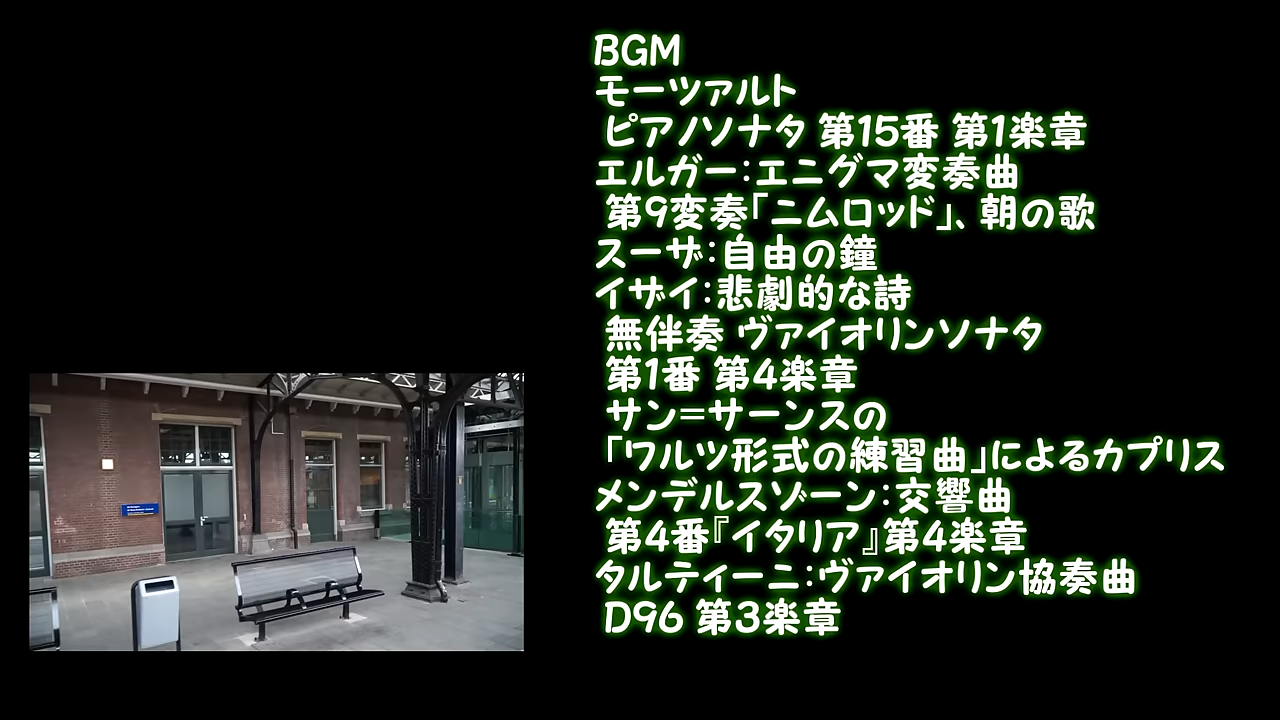 BGM
モーツァルト
ピアノソナタ 第15番 第1楽章
エルガー:エニグマ変奏曲
第9変奏「ニムロッド」、朝の歌
スーザ:自由の鐘
イザイ:悲劇的な詩
無伴奏 ヴァイオリンソナタ
第1番 第4楽章
サン=サーンスの
「ワルツ形式の練習曲」によるカプリス
メンデルスゾーン:交響曲
第4番『イタリア』第4楽章
タルティーニ:ヴァイオリン協奏曲
D96 第3楽章